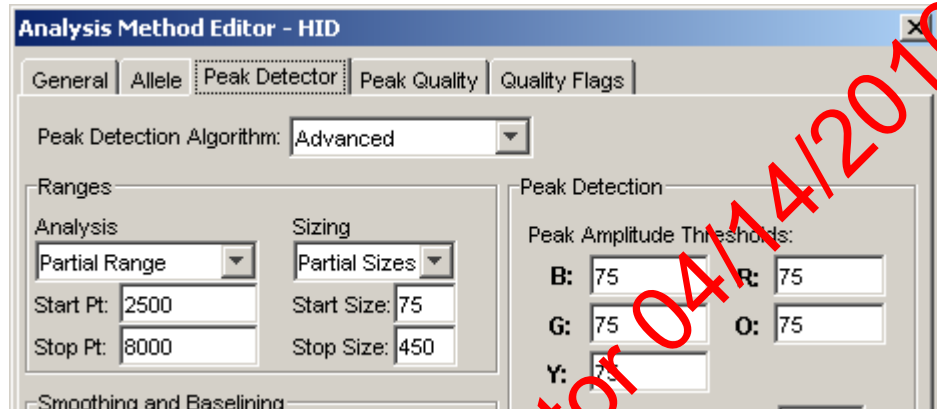 Analysis Method Editor - HID
General Allele Peak Detector Peak Quality Quality Flags
Peak Detection Algorithm: Advanced
Ranges
Analysis Sizing
Partial Range Partial Sizes
Start Pt: 2500 Start Size: 75
Stop Pt: 8000 Stop Size: 450
Smoothing and Baselining
Peak Detection
Peak Amplitude Thresholds:
B: 75 R: 75
G: 75 O: 75
Y: 75
tor 04/14/201